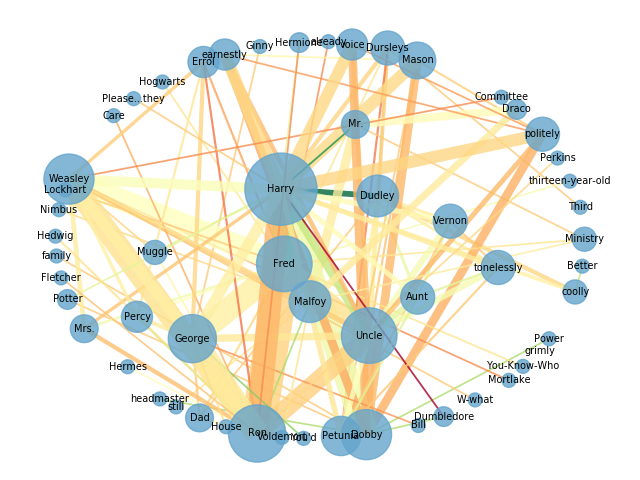 Ginny
Hermione
already
Voice
Dursleys
earnestly
Mason
Errol
Hogwarts
Please...they
Committee
Draco
Care
Mr.
politely
Perkins
Weasley
thirteen-year-old
Lockhart
Harry
Dudley
Nimbus
Third
Vernon
Hedwig
Ministry
Muggle
family
Fred
tonelessly
Better
Fletcher
Potter
Malfoy
Aunt
coolly
Percy
Mrs.
George
Uncle
Power
grimly
Hermes
You-Know-Who
Mortlake
headmaster
still
W-what
Dad
Dumbledore
House
Bill
Ron
Petunia
Dobby